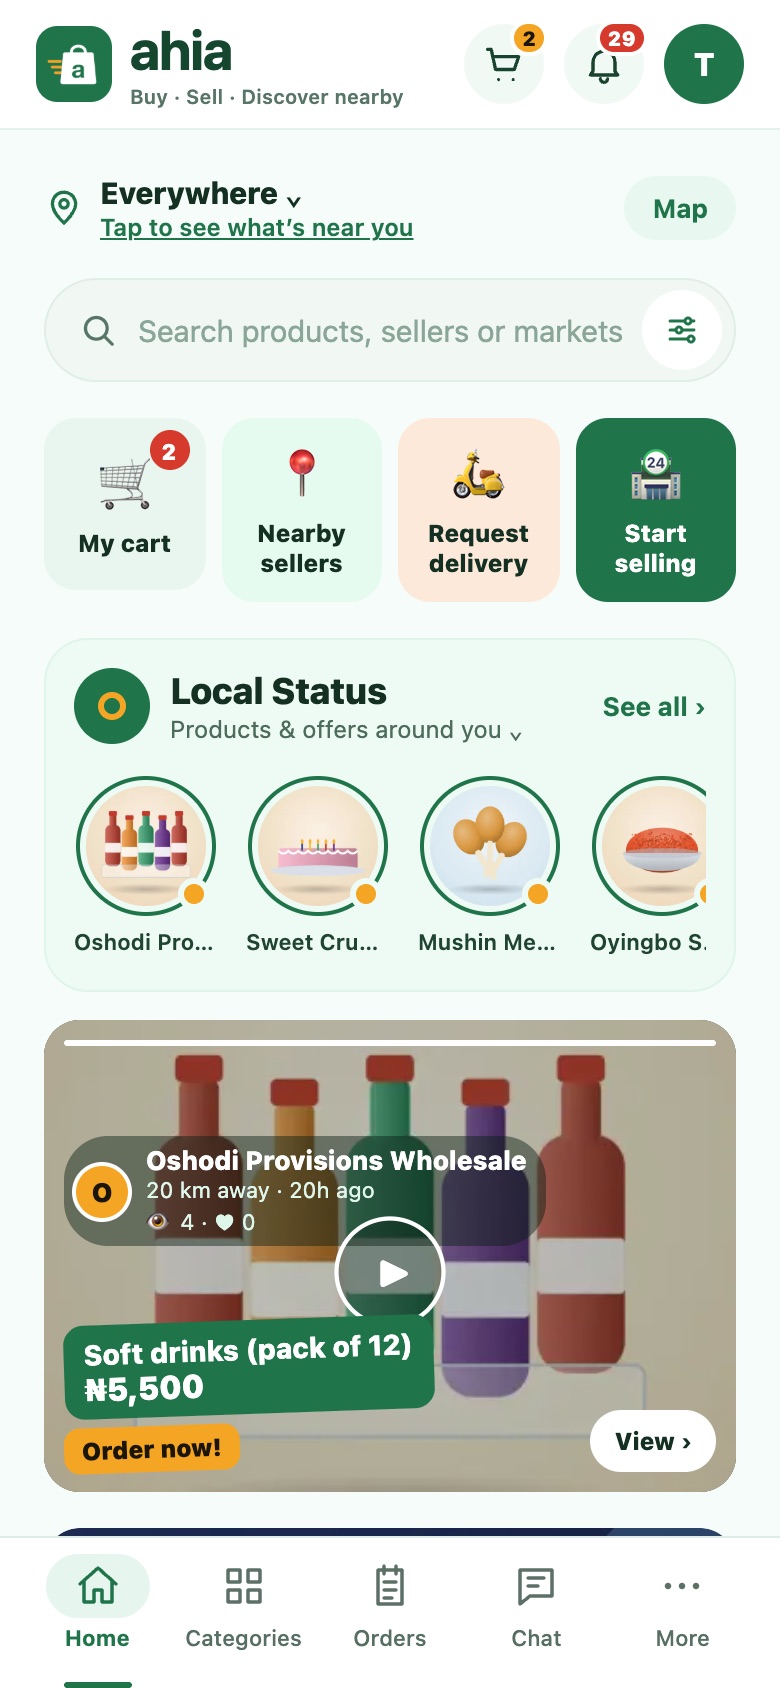 a
ahia
Buy · Sell · Discover nearby
2
29
T
Everywhere
Tap to see what's near you
Map
Search products, sellers or markets
2
My cart
Nearby
sellers
Request
delivery
24
Start
selling
Local Status
Products & offers around you
See all ›
Oshodi Pro...
Sweet Cru...
Mushin Me...
Oyingbo S.
O
Oshodi Provisions Wholesale
20 km away · 20h ago
4 · 0
Soft drinks (pack of 12)
₦5,500
Order now!
View ›
Home
Categories
Orders
Chat
More